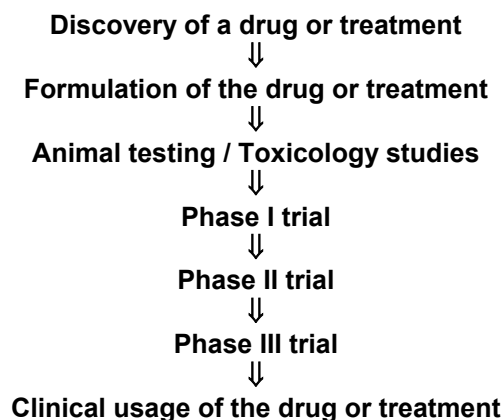 Discovery of a drug or treatment
⇓
Formulation of the drug or treatment
⇓
Animal testing / Toxicology studies
⇓
Phase I trial
⇓
Phase II trial
⇓
Phase III trial
⇓
Clinical usage of the drug or treatment